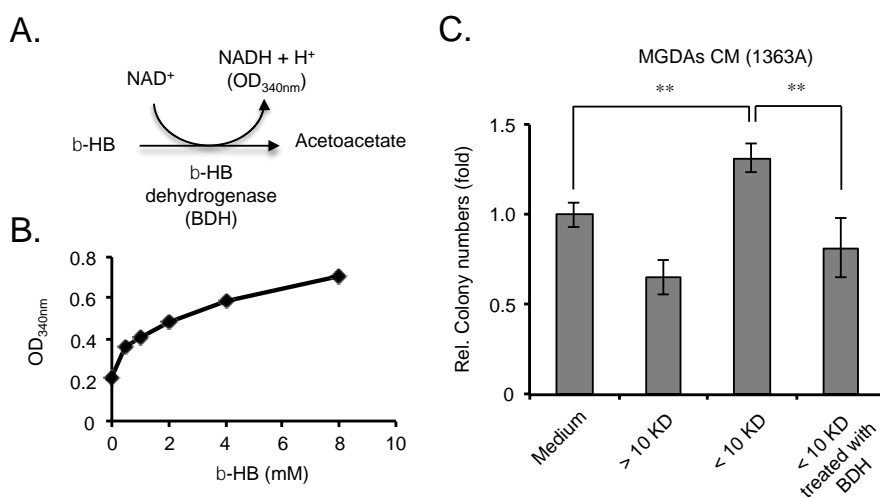 A.
NAD+
NADH + H+
(OD340nm)
b-HB
Acetoacetate
b-HB
dehydrogenase
(BDH)
B.
OD340nm
0.8
0.6
0.4
0.2
0
0
2
4
6
8
10
b-HB (mM)
C.
MGDAs CM (1363A)
**
**
Rel. Colony numbers (fold)
1.5
1.0
0.5
0
Medium
> 10 KD
< 10 KD
< 10 KD
treated with
BDH